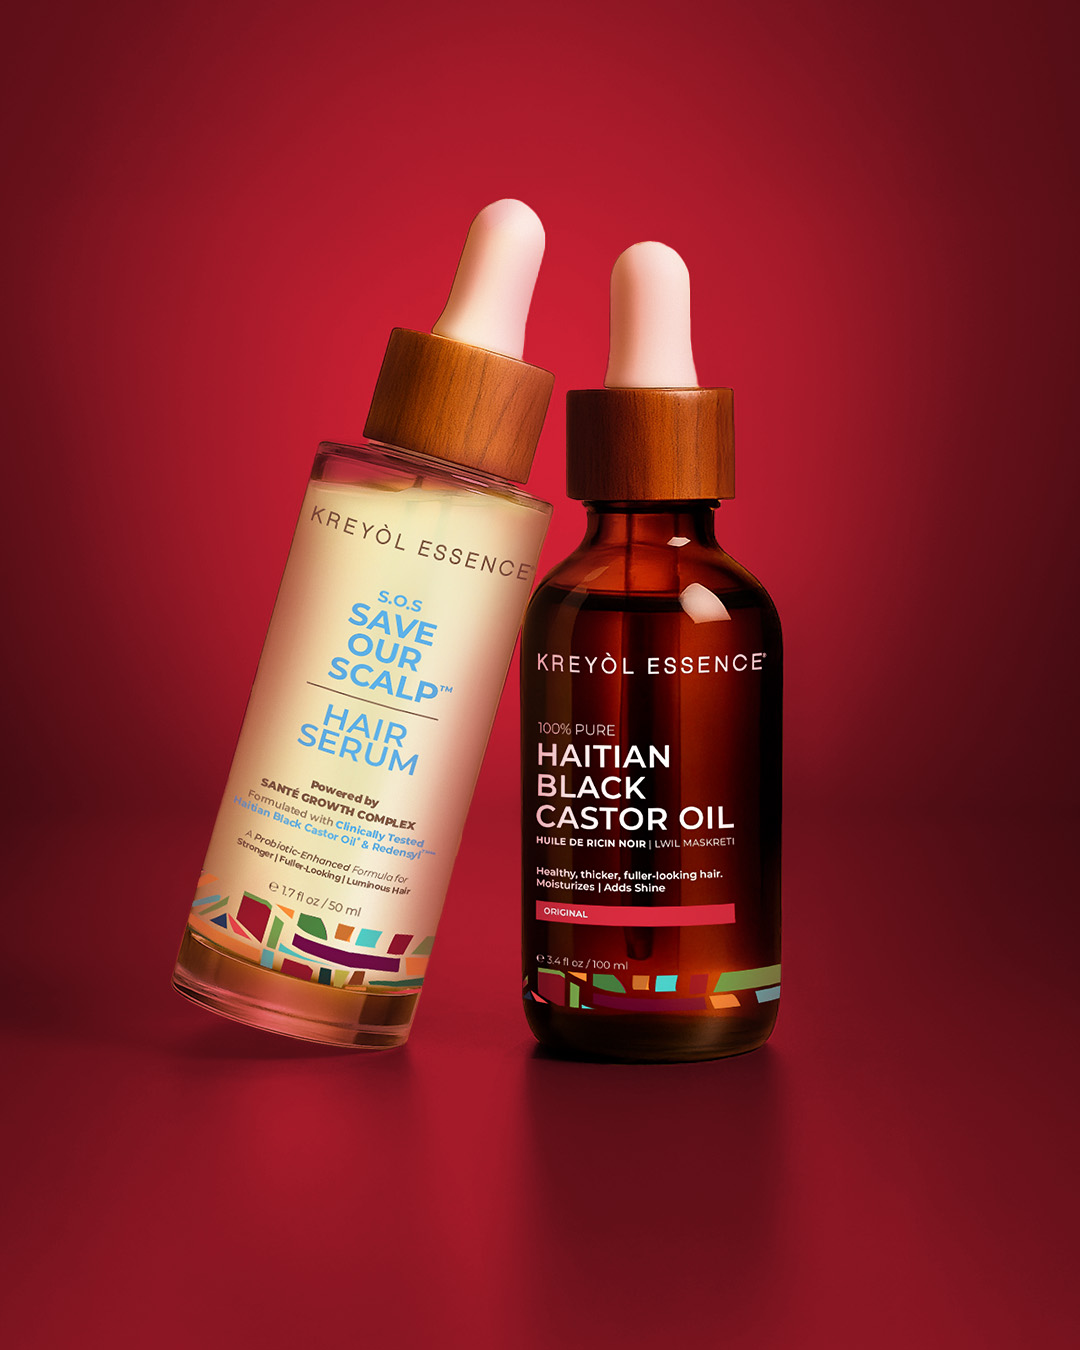 KREYÒL ESSENCE
S.O.S
SAVE
OUR
SCALP™
HAIR
SERUM
Powered by
SANTÉ GROWTH COMPLEX
Formulated with Clinically Tested
Haitian Black Castor Oil* & Redensyl
A Probiotic-Enhanced Formula for
Stronger | Fuller-Looking | Luminous Hair
℮ 1.7 fl oz / 50 ml
KREYÒL ESSENCE®
100% PURE
HAITIAN
BLACK
CASTOR OIL
HUILE DE RICIN NOIR | LWIL MASKRETI
Healthy, thicker, fuller-looking hair.
Moisturizes | Adds Shine
ORIGINAL
℮ 3.4 fl oz / 100 ml